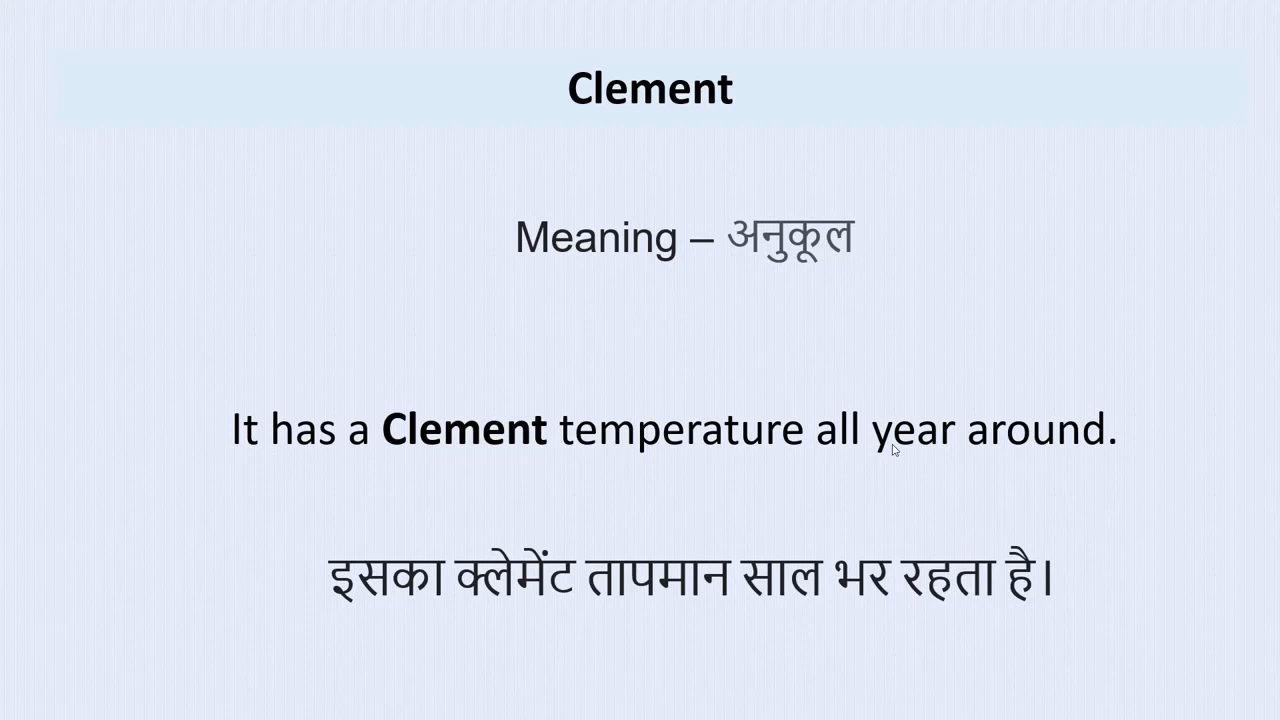 Clement
Meaning – अनुकूल
It has a Clement temperature all year around.
इसका क्लेमेंट तापमान साल भर रहता है।